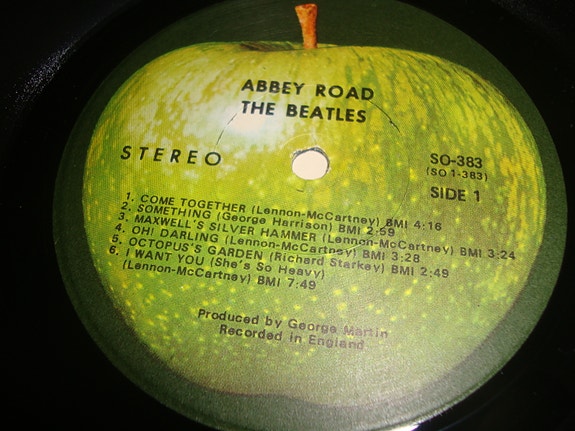 ABBEY ROAD
THE BEATLES
STEREO
SO-383
(SO 1-383)
SIDE 1
1. COME TOGETHER (Lennon-McCartney) BMI 4:16
2. SOMETHING (George Harrison) BMI 2:59
3. MAXWELL'S SILVER HAMMER (Lennon-McCartney) BMI 3:24
4. OH! DARLING (Lennon-McCartney) BMI 3:28
5. OCTOPUS'S GARDEN (Richard Starkey) BMI 2:49
6. I WANT YOU (She's So Heavy)
(Lennon-McCartney) BMI 7:49
Produced by George Martin
Recorded in England